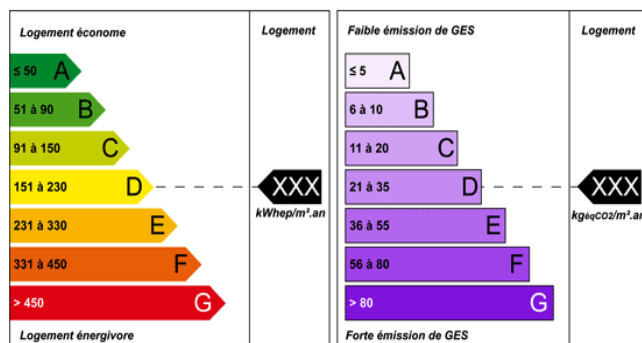 Logement économe
Logement
≤ 50 A
51 à 90 B
91 à 150 C
151 à 230 D
XXX
kWhep/m².an
231 à 330 E
331 à 450 F
> 450 G
Logement énergivore
Faible émission de GES
Logement
≤ 5 A
6 à 10 B
11 à 20 C
21 à 35 D
XXX
kgéqCO2/m².an
36 à 55 E
56 à 80 F
> 80 G
Forte émission de GES